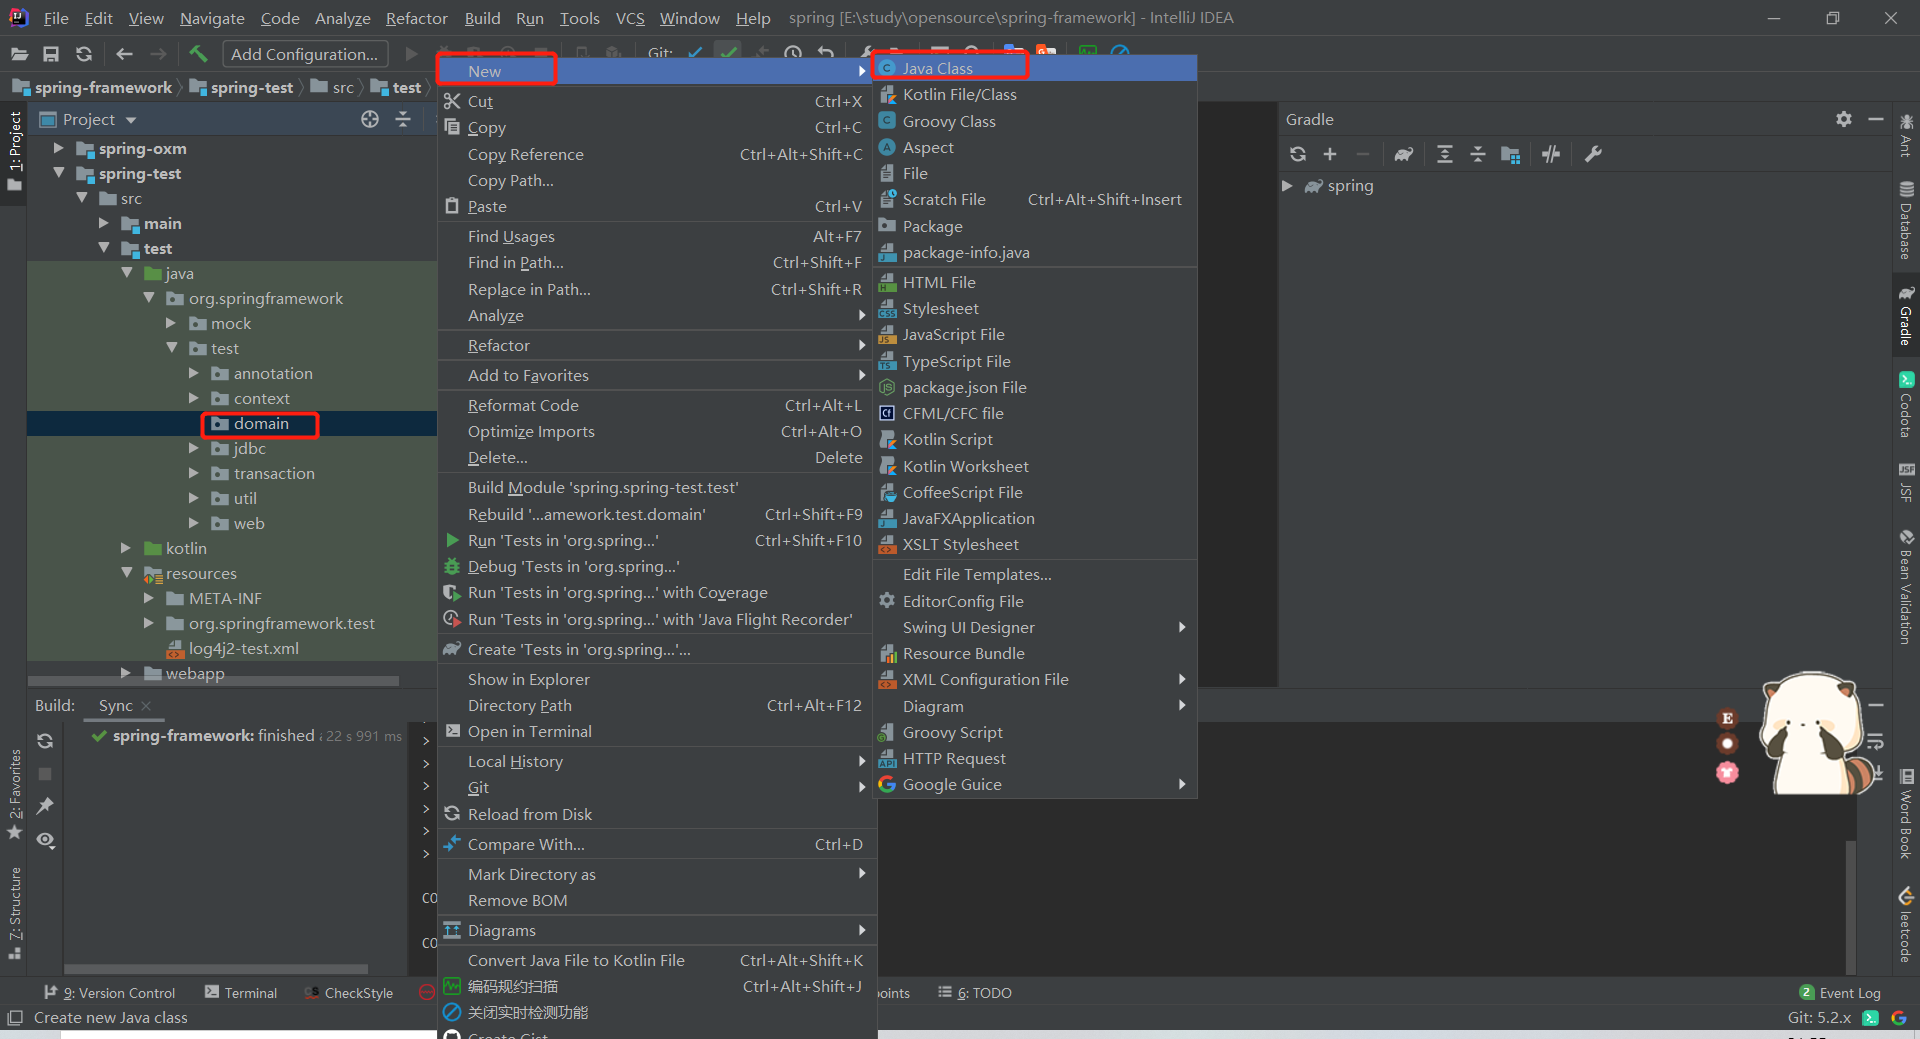 File Edit View Navigate Code Analyze Refactor Build Run Tools VCS Window Help spring [E:\study\opensource\spring-framework] - IntelliJ IDEA
Add Configuration... Git:
spring-framework spring-test src test
Project
spring-oxm
spring-test
src
main
test
java
org.springframework
mock
test
annotation
context
domain
jdbc
transaction
util
web
kotlin
resources
META-INF
org.springframework.test
log4j2-test.xml
webapp
New
Cut Ctrl+X
Copy Ctrl+C
Copy Reference Ctrl+Alt+Shift+C
Copy Path...
Paste Ctrl+V
Find Usages Alt+F7
Find in Path... Ctrl+Shift+F
Replace in Path... Ctrl+Shift+R
Analyze
Refactor
Add to Favorites
Reformat Code Ctrl+Alt+L
Optimize Imports Ctrl+Alt+O
Delete... Delete
Build Module 'spring.spring-test.test'
Rebuild '...amework.test.domain' Ctrl+Shift+F9
Run 'Tests in 'org.spring...' Ctrl+Shift+F10
Debug 'Tests in 'org.spring...'
Run 'Tests in 'org.spring...' with Coverage
Run 'Tests in 'org.spring...' with 'Java Flight Recorder'
Create 'Tests in 'org.spring...'...
Show in Explorer
Directory Path Ctrl+Alt+F12
Open in Terminal
Local History
Git
Reload from Disk
Compare With... Ctrl+D
Mark Directory as
Remove BOM
Diagrams
Convert Java File to Kotlin File Ctrl+Alt+Shift+K
编码规约扫描 Ctrl+Alt+Shift+J
关闭实时检测功能
Create Gist
Java Class
Kotlin File/Class
Groovy Class
Aspect
File
Scratch File Ctrl+Alt+Shift+Insert
Package
package-info.java
HTML File
Stylesheet
JavaScript File
TypeScript File
package.json File
CFML/CFC file
Kotlin Script
Kotlin Worksheet
CoffeeScript File
JavaFXApplication
XSLT Stylesheet
Edit File Templates...
EditorConfig File
Swing UI Designer
Resource Bundle
XML Configuration File
Diagram
Groovy Script
HTTP Request
Google Guice
Gradle
spring
1: Project
2: Favorites
7: Structure
Ant
Database
Gradle
Codota
JSF
Bean Validation
Word Book
leetcode
Build: Sync
spring-framework: finished 22 s 991 ms
>
>
>
>
>
>
CO
CO
E
9: Version Control Terminal CheckStyle points 6: TODO 2 Event Log
Create new Java class Git: 5.2.x